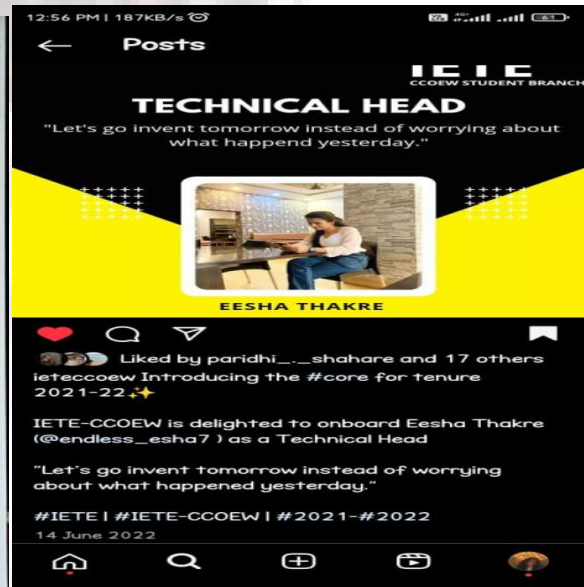 12:56 PM | 187KB/s
61
Posts
IETE
CCOEW STUDENT BRANCH
TECHNICAL HEAD
"Let's go invent tomorrow instead of worrying about
what happend yesterday."
EESHA THAKRE
Liked by paridhi_._shahare and 17 others
ieteccoew Introducing the #core for tenure
2021-22✨
IETE-CCOEW is delighted to onboard Eesha Thakre
(@endless_esha7 ) as a Technical Head
"Let's go invent tomorrow instead of worrying
about what happened yesterday."
#IETE | #IETE-CCOEW | #2021-#2022
14 June 2022